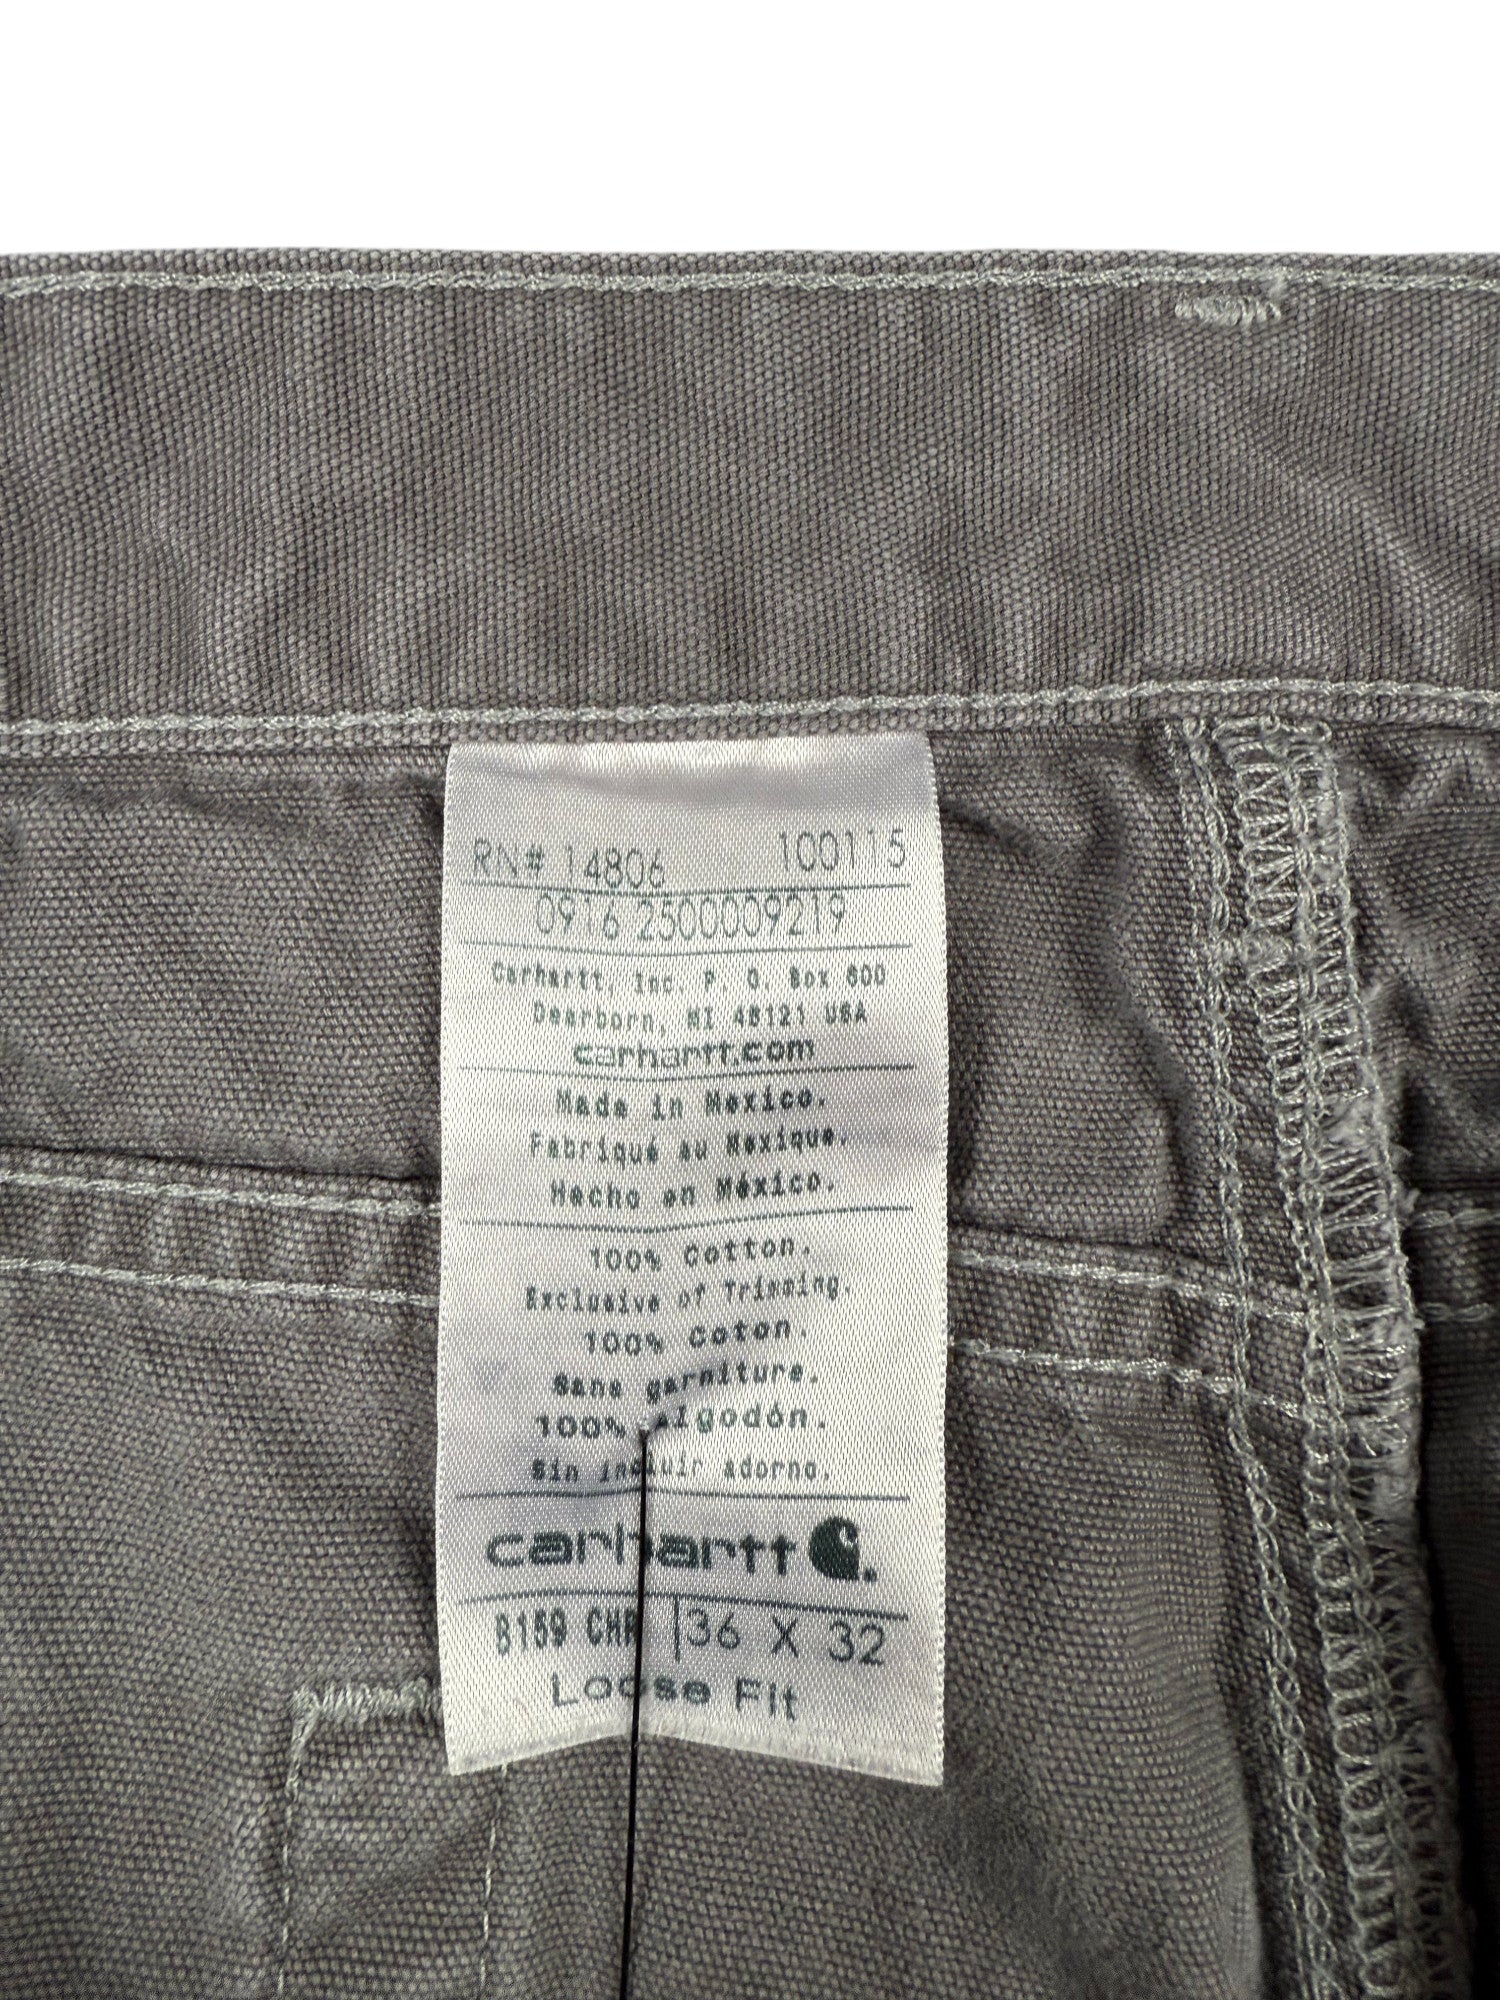 RN# 14806 100115
0916 2500009219
Carhartt, Inc. P. O. Box 600
Dearborn, MI 48121 USA
carhartt.com
Made in Mexico.
Fabriqué au Mexique.
Hecho en México.
100% Cotton.
Exclusive of Trimming.
100% Coton.
Sans garniture.
100% Algodón.
Sin incluir adorno.
carhartt
B159 CHR 36 X 32
Loose Fit